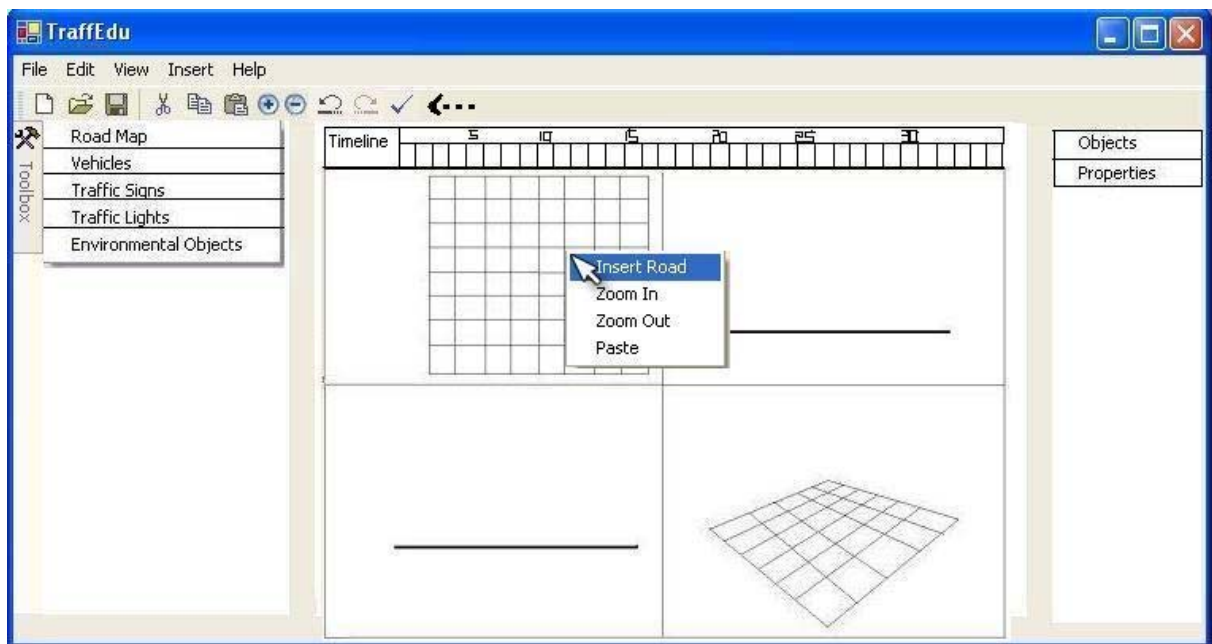 TraffEdu
File Edit View Insert Help
Toolbox
Road Map
Vehicles
Traffic Signs
Traffic Lights
Environmental Objects
Timeline 5 10 15 20 25 30
Insert Road
Zoom In
Zoom Out
Paste
Objects
Properties